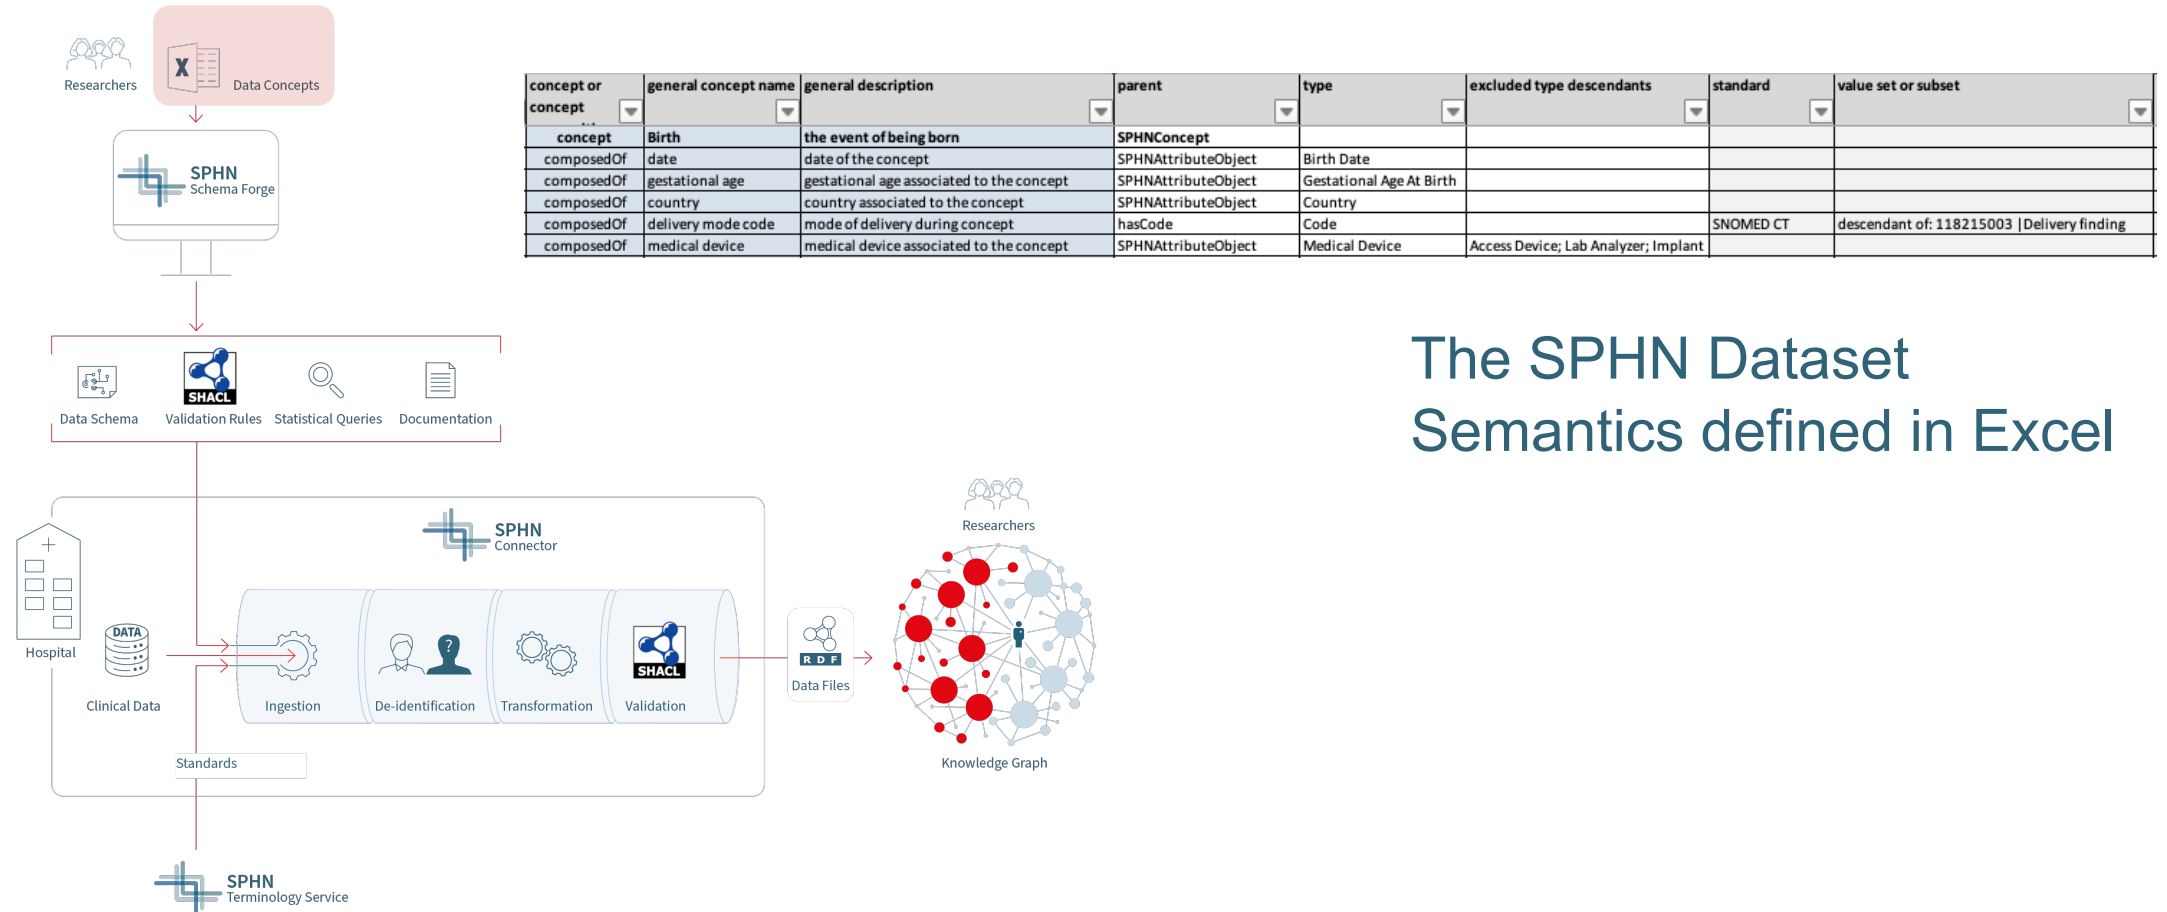 Researchers
X
Data Concepts
SPHN
Schema Forge
concept or concept | general concept name | general description | parent | type | excluded type descendants | standard | value set or subset
concept | Birth | the event of being born | SPHNConcept
composedOf | date | date of the concept | SPHNAttributeObject | Birth Date
composedOf | gestational age | gestational age associated to the concept | SPHNAttributeObject | Gestational Age At Birth
composedOf | country | country associated to the concept | SPHNAttributeObject | Country
composedOf | delivery mode code | mode of delivery during concept | hasCode | Code | SNOMED CT | descendant of: 118215003 |Delivery finding
composedOf | medical device | medical device associated to the concept | SPHNAttributeObject | Medical Device | Access Device; Lab Analyzer; Implant
The SPHN Dataset
Semantics defined in Excel
SHACL
Data Schema
Validation Rules
Statistical Queries
Documentation
SPHN
Connector
Hospital
DATA
Clinical Data
Ingestion
?
De-identification
Transformation
SHACL
Validation
RDF
Data Files
Researchers
Knowledge Graph
Standards
SPHN
Terminology Service